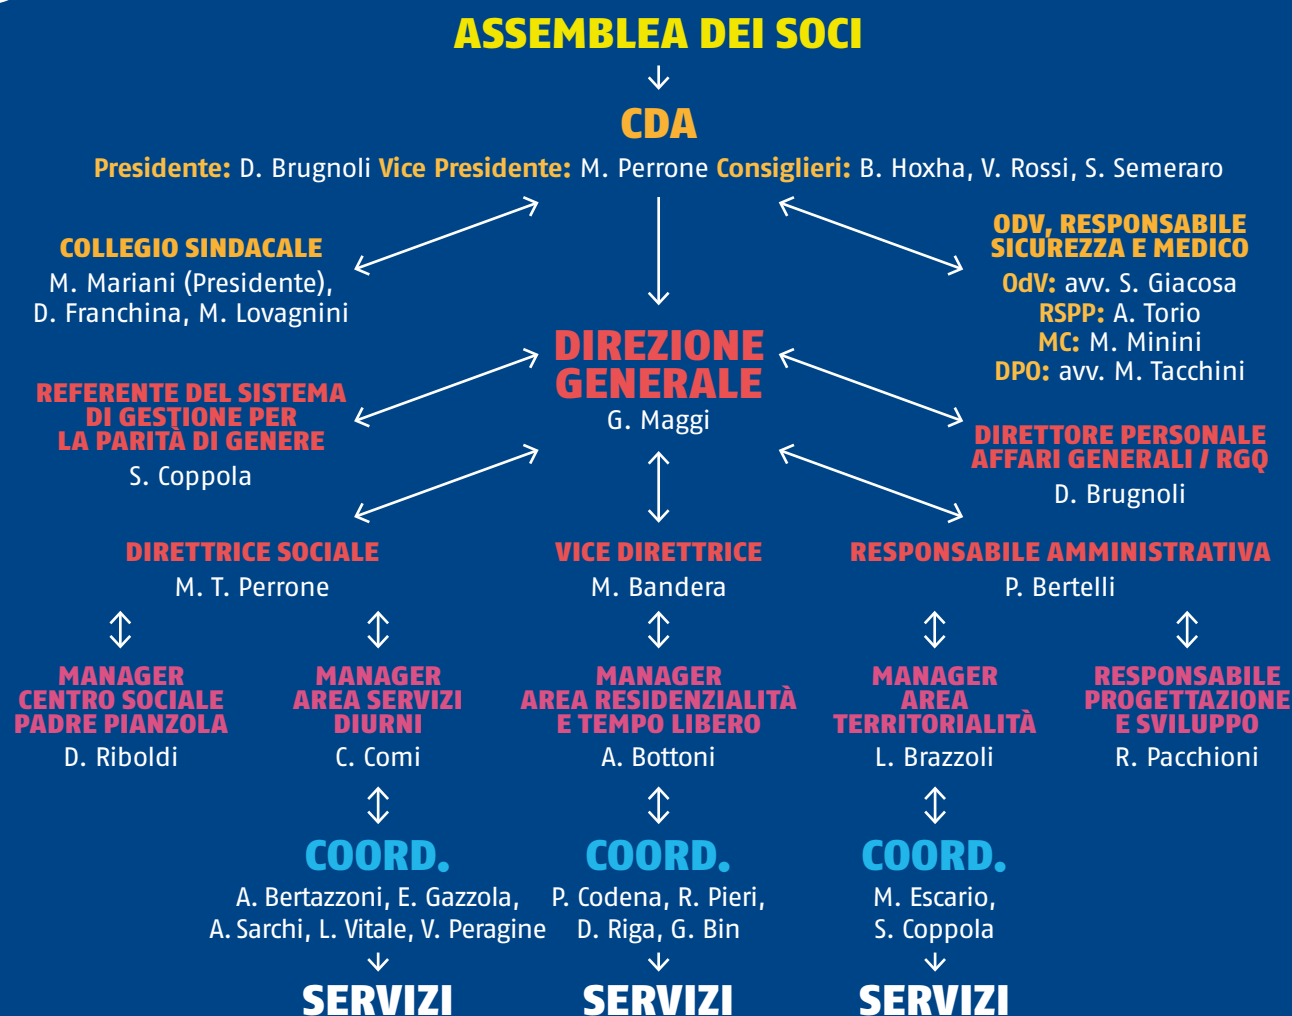 ASSEMBLEA DEI SOCI
CDA
Presidente: D. Brugnoli Vice Presidente: M. Perrone Consiglieri: B. Hoxha, V. Rossi, S. Semeraro
COLLEGIO SINDACALE
M. Mariani (Presidente),
D. Franchina, M. Lovagnini
ODV, RESPONSABILE
SICUREZZA E MEDICO
OdV: avv. S. Giacosa
RSPP: A. Torio
MC: M. Minini
DPO: avv. M. Tacchini
DIREZIONE
GENERALE
G. Maggi
REFERENTE DEL SISTEMA
DI GESTIONE PER
LA PARITÀ DI GENERE
S. Coppola
DIRETTORE PERSONALE
AFFARI GENERALI / RGQ
D. Brugnoli
DIRETTRICE SOCIALE
M. T. Perrone
VICE DIRETTRICE
M. Bandera
RESPONSABILE AMMINISTRATIVA
P. Bertelli
MANAGER
CENTRO SOCIALE
PADRE PIANZOLA
D. Riboldi
MANAGER
AREA SERVIZI
DIURNI
C. Comi
MANAGER
AREA RESIDENZIALITÀ
E TEMPO LIBERO
A. Bottoni
MANAGER
AREA
TERRITORIALITÀ
L. Brazzoli
RESPONSABILE
PROGETTAZIONE
E SVILUPPO
R. Pacchioni
COORD.
A. Bertazzoni, E. Gazzola,
A. Sarchi, L. Vitale, V. Peragine
COORD.
P. Codena, R. Pieri,
D. Riga, G. Bin
COORD.
M. Escario,
S. Coppola
SERVIZI
SERVIZI
SERVIZI